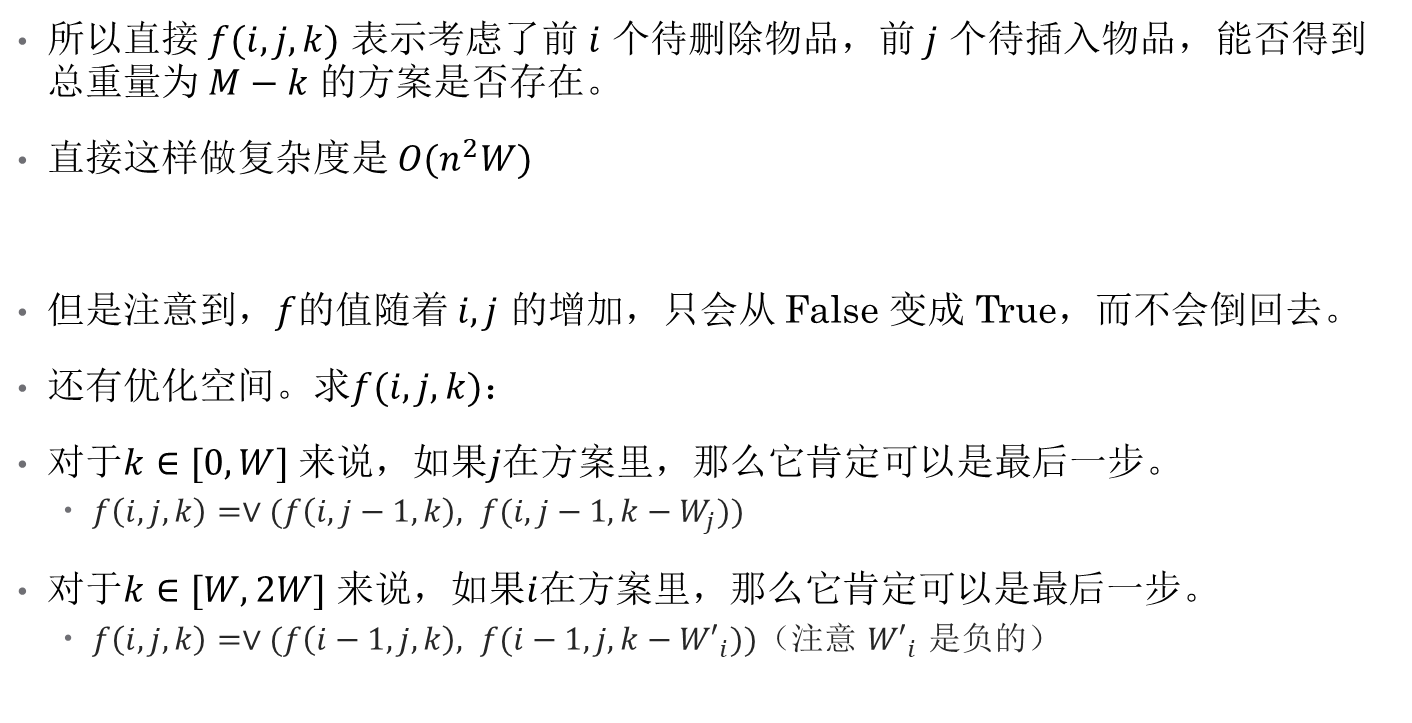 • 所以直接 f(i,j,k) 表示考虑了前 i 个待删除物品，前 j 个待插入物品，能否得到
总重量为 M − k 的方案是否存在。
• 直接这样做复杂度是 O(n²W)
• 但是注意到，f的值随着 i,j 的增加，只会从 False 变成 True，而不会倒回去。
• 还有优化空间。求f(i,j,k)：
• 对于k ∈ [0,W] 来说，如果j在方案里，那么它肯定可以是最后一步。
• f(i,j,k) =∨ (f(i,j − 1,k), f(i,j − 1,k − Wⱼ))
• 对于k ∈ [W,2W] 来说，如果i在方案里，那么它肯定可以是最后一步。
• f(i,j,k) =∨ (f(i − 1,j,k), f(i − 1,j,k − W′ᵢ))（注意 W′ᵢ 是负的）